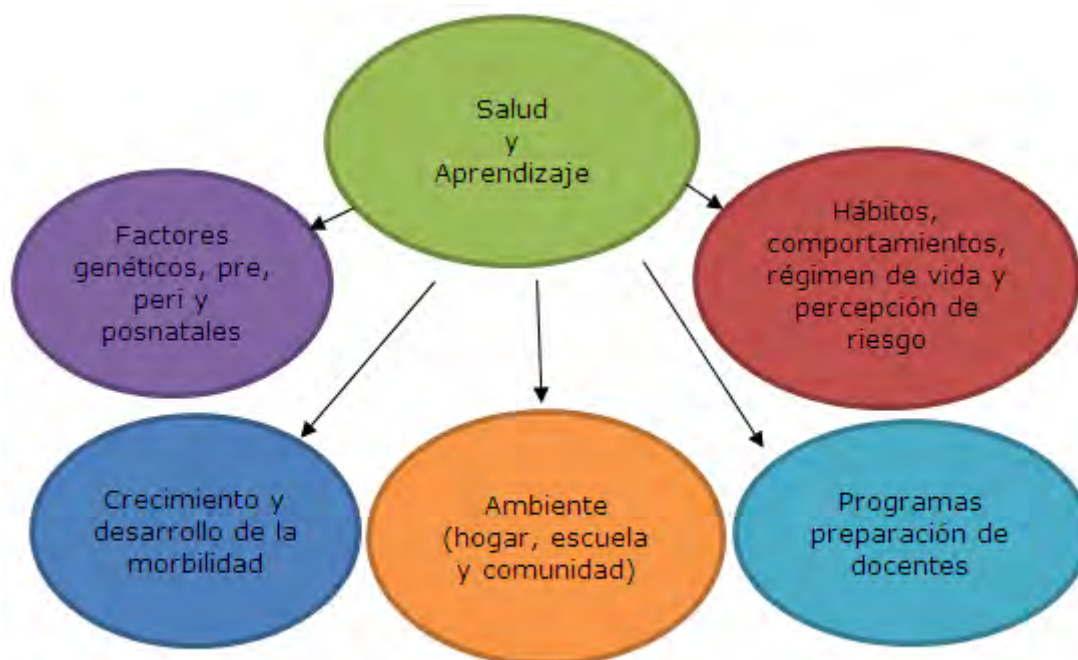 Salud
y
Aprendizaje
Factores
genéticos, pre,
peri y
posnatales
Hábitos,
comportamientos,
régimen de vida y
percepción de
riesgo
Crecimiento y
desarrollo de la
morbilidad
Ambiente
(hogar, escuela
y comunidad)
Programas
preparación de
docentes